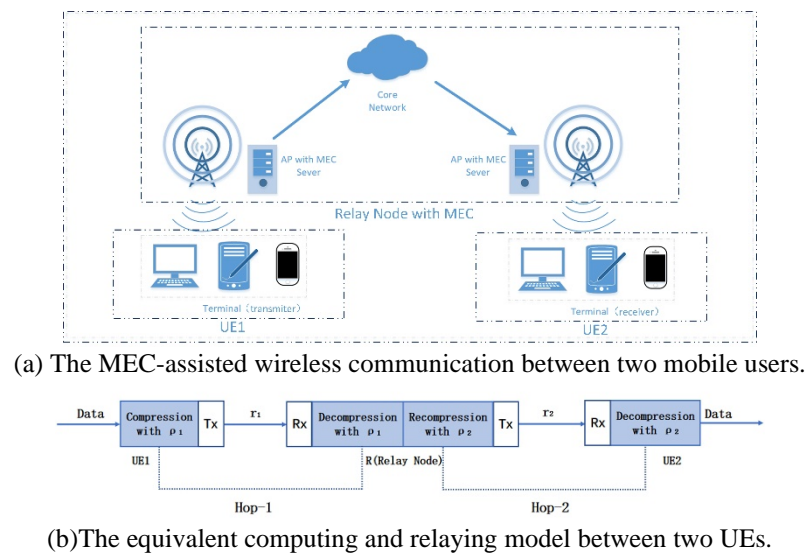 Core
Network
AP with MEC
Sever
AP with MEC
Sever
Relay Node with MEC
Terminal（transmiter）
UE1
Terminal（receiver）
UE2
(a) The MEC-assisted wireless communication between two mobile users.
Data
Compression
with ρ₁
Tx
r₁
Rx
Decompression
with ρ₁
Recompression
with ρ₂
Tx
r₂
Rx
Decompression
with ρ₂
Data
UE1
R(Relay Node)
UE2
Hop-1
Hop-2
(b)The equivalent computing and relaying model between two UEs.